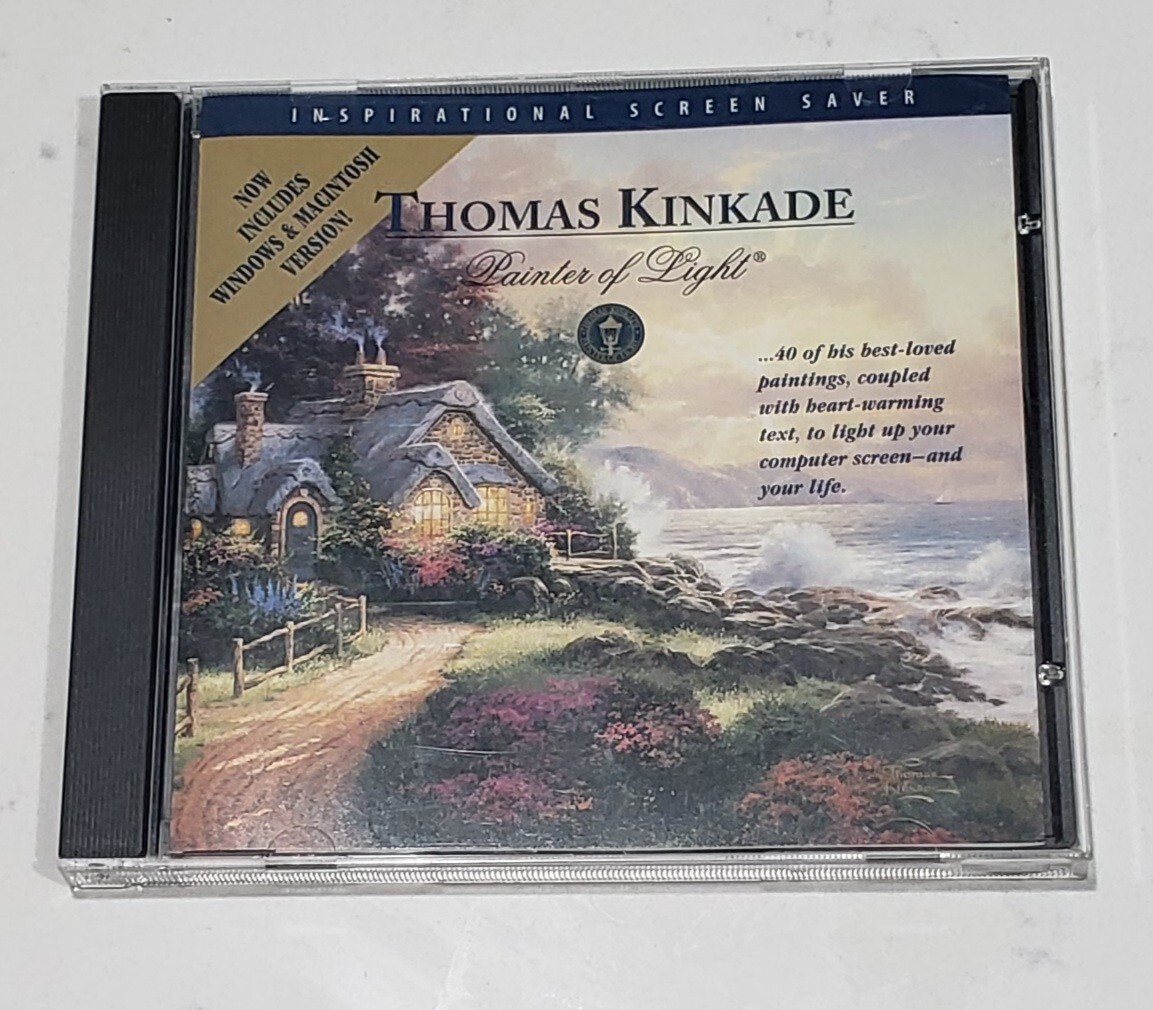 INSPIRATIONAL SCREEN SAVER
NOW
INCLUDES
WINDOWS & MACINTOSH
VERSION!
THOMAS KINKADE
Painter of Light®
...40 of his best-loved
paintings, coupled
with heart-warming
text, to light up your
computer screen—and
your life.